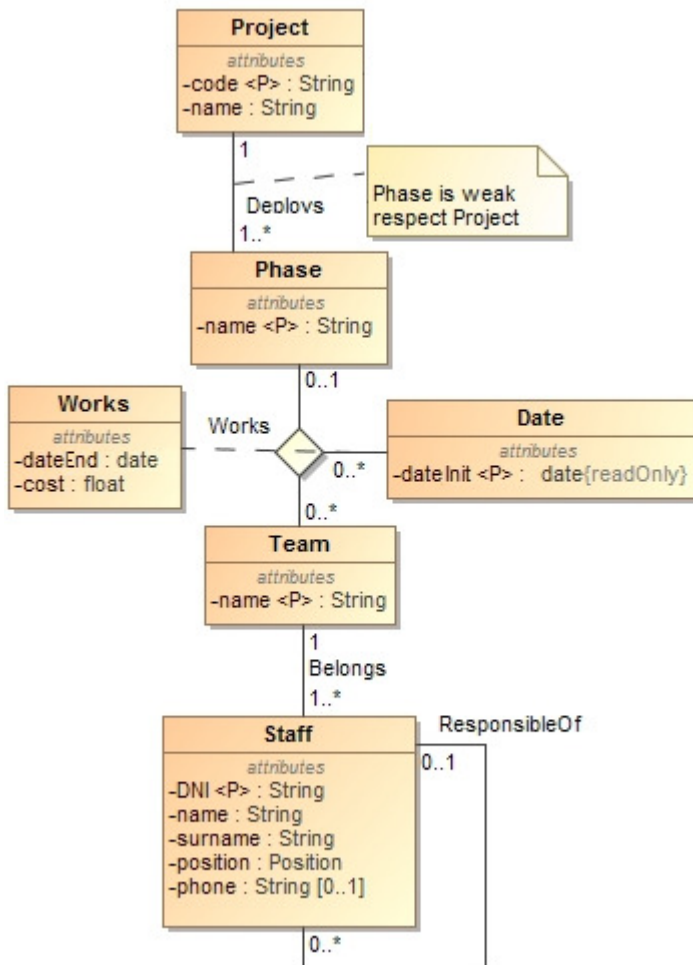 Project
attributes
-code <P> : String
-name : String
1
Deploys
1..*
Phase is weak
respect Project
Phase
attributes
-name <P> : String
0..1
Works
attributes
-dateEnd : date
-cost : float
Works
0..*
Date
attributes
-dateInit <P> : date{readOnly}
0..*
Team
attributes
-name <P> : String
1
Belongs
1..*
Staff
attributes
-DNI <P> : String
-name : String
-surname : String
-position : Position
-phone : String [0..1]
ResponsibleOf
0..1
0..*